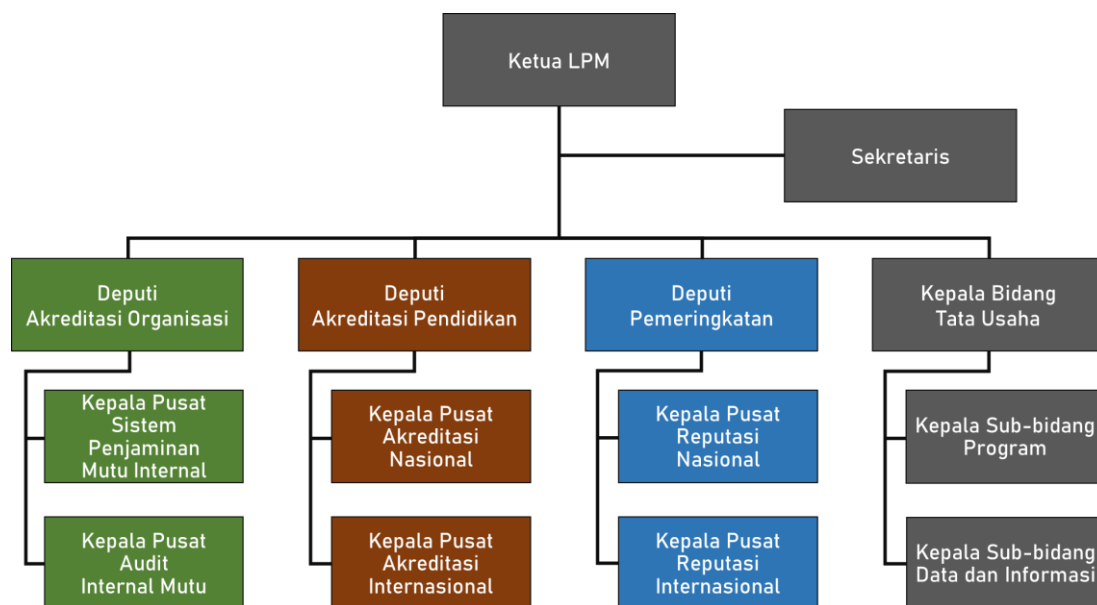 Ketua LPM
Sekretaris
Deputi
Akreditasi Organisasi
Deputi
Akreditasi Pendidikan
Deputi
Pemeringkatan
Kepala Bidang
Tata Usaha
Kepala Pusat
Sistem
Penjaminan
Mutu Internal
Kepala Pusat
Akreditasi
Nasional
Kepala Pusat
Reputasi
Nasional
Kepala Sub-bidang
Program
Kepala Pusat
Audit
Internal Mutu
Kepala Pusat
Akreditasi
Internasional
Kepala Pusat
Reputasi
Internasional
Kepala Sub-bidang
Data dan Informasi